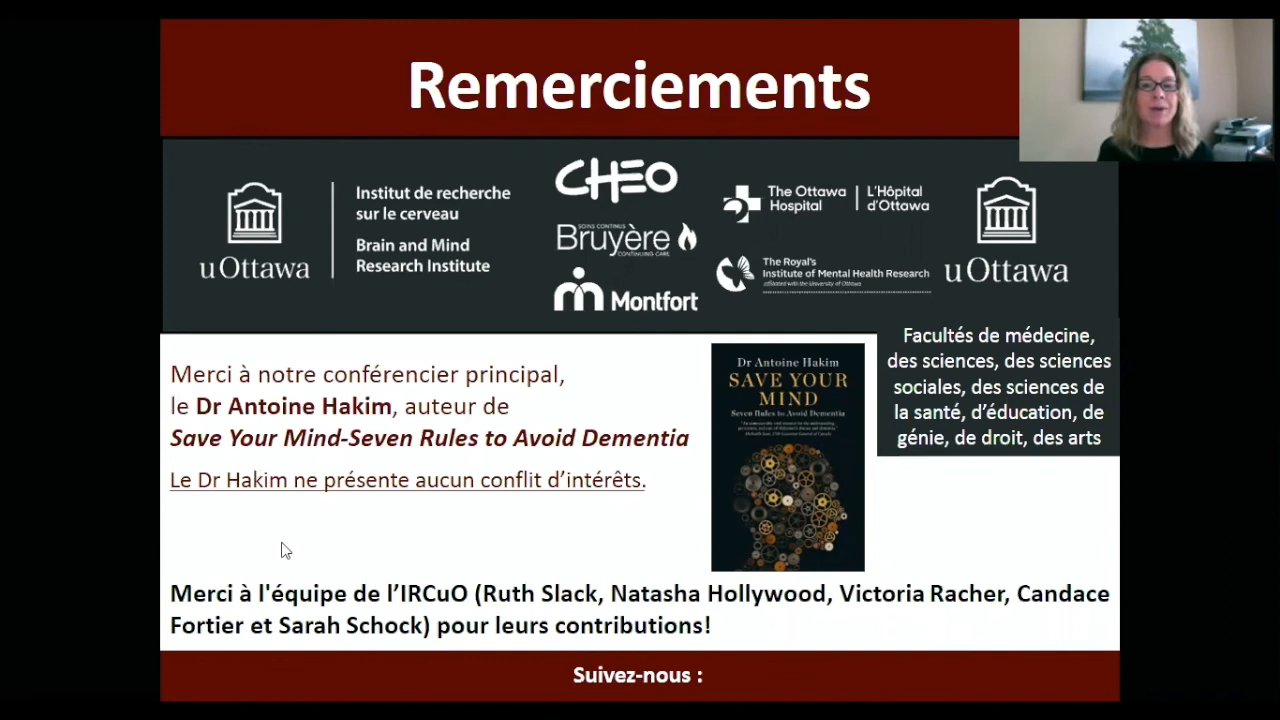 Remerciements
uOttawa
Institut de recherche
sur le cerveau
Brain and Mind
Research Institute
CHEO
SOINS CONTINUS
Bruyère
CONTINUING CARE
Montfort
The Ottawa
Hospital
L'Hôpital
d'Ottawa
The Royal's
Institute of Mental Health Research
affiliated with the University of Ottawa
uOttawa
Facultés de médecine,
des sciences, des sciences
sociales, des sciences de
la santé, d’éducation, de
génie, de droit, des arts
Merci à notre conférencier principal,
le Dr Antoine Hakim, auteur de
Save Your Mind-Seven Rules to Avoid Dementia
Le Dr Hakim ne présente aucun conflit d’intérêts.
Dr Antoine Hakim
SAVE YOUR
MIND
Seven Rules to Avoid Dementia
Merci à l'équipe de l’IRCuO (Ruth Slack, Natasha Hollywood, Victoria Racher, Candace
Fortier et Sarah Schock) pour leurs contributions!
Suivez-nous :